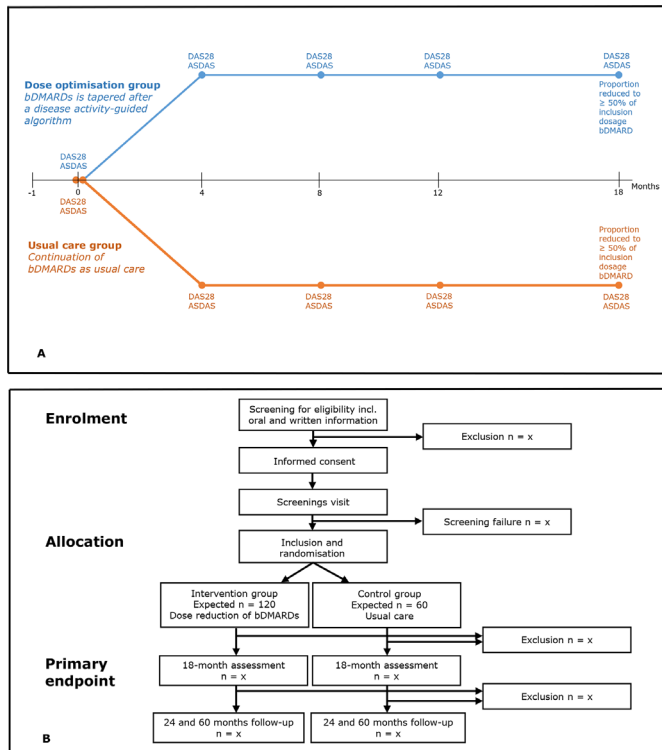 DAS28
ASDAS
DAS28
ASDAS
DAS28
ASDAS
DAS28
ASDAS
Dose optimisation group
bDMARDs is tapered after
a disease activity-guided
algorithm
Proportion
reduced to
≥ 50% of
inclusion
dosage
bDMARD
DAS28
ASDAS
-1
0
4
8
12
18
Months
DAS28
ASDAS
Usual care group
Continuation of
bDMARDs as usual care
Proportion
reduced to
≥ 50% of
inclusion
dosage
bDMARD
DAS28
ASDAS
DAS28
ASDAS
DAS28
ASDAS
DAS28
ASDAS
A
Enrolment
Screening for eligibility incl.
oral and written information
Exclusion n = x
Informed consent
Screenings visit
Screening failure n = x
Allocation
Inclusion and
randomisation
Intervention group
Expected n = 120
Dose reduction of bDMARDs
Control group
Expected n = 60
Usual care
Exclusion n = x
Primary
endpoint
18-month assessment
n = x
18-month assessment
n = x
Exclusion n = x
24 and 60 months follow-up
n = x
24 and 60 months follow-up
n = x
B